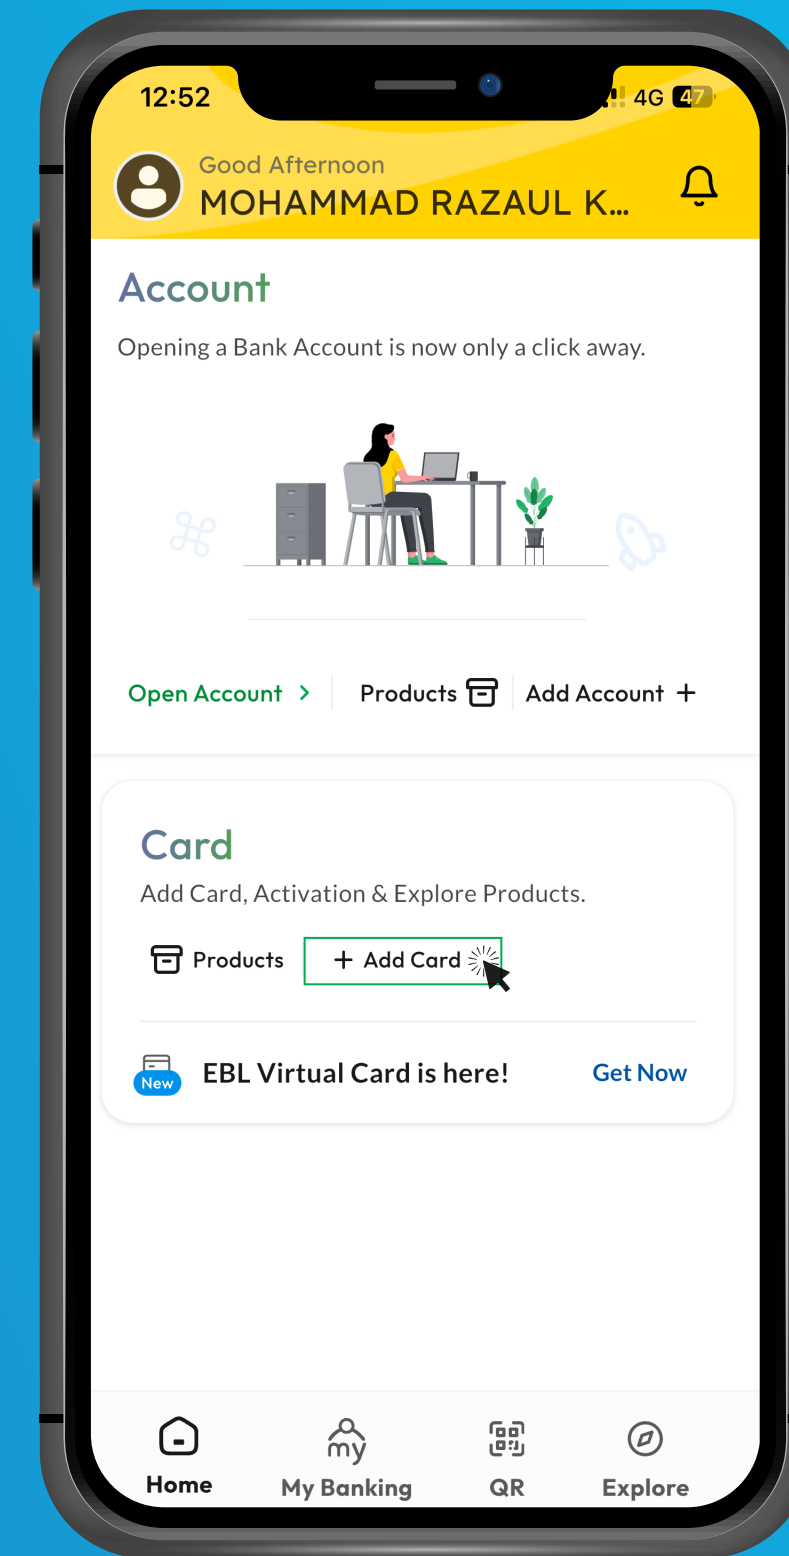 12:52
4G 47
Good Afternoon
MOHAMMAD RAZAUL K...
Account
Opening a Bank Account is now only a click away.
Open Account
Products
Add Account +
Card
Add Card, Activation & Explore Products.
Products
+ Add Card
New
EBL Virtual Card is here!
Get Now
my
Home
My Banking
QR
Explore